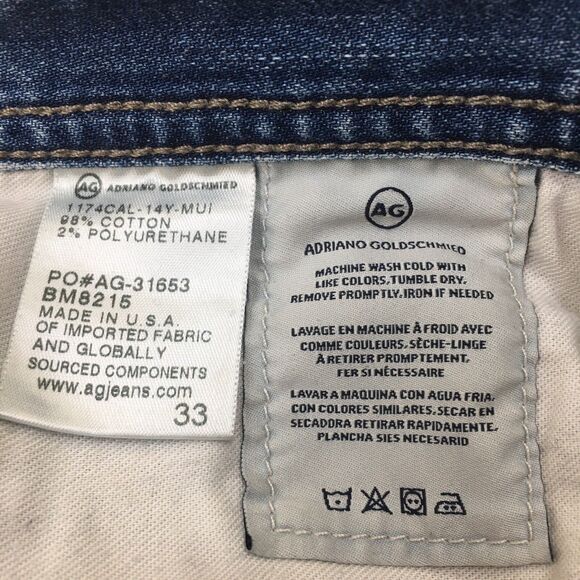 AG ADRIANO GOLDSCHMIED
1174CAL-14Y-MUI
98% COTTON
2% POLYURETHANE
PO#AG-31653
BM8215
MADE IN U.S.A.
OF IMPORTED FABRIC
AND GLOBALLY
SOURCED COMPONENTS
www.agjeans.com
33
AG
ADRIANO GOLDSCHMIED
MACHINE WASH COLD WITH
LIKE COLORS, TUMBLE DRY.
REMOVE PROMPTLY. IRON IF NEEDED
LAVAGE EN MACHINE À FROID AVEC
COMME COULEURS. SÈCHE-LINGE
À RETIRER PROMPTEMENT.
FER SI NÉCESSAIRE
LAVAR A MAQUINA CON AGUA FRIA,
CON COLORES SIMILARES. SECAR EN
SECADORA RETIRAR RAPIDAMENTE.
PLANCHA SIES NECESARID